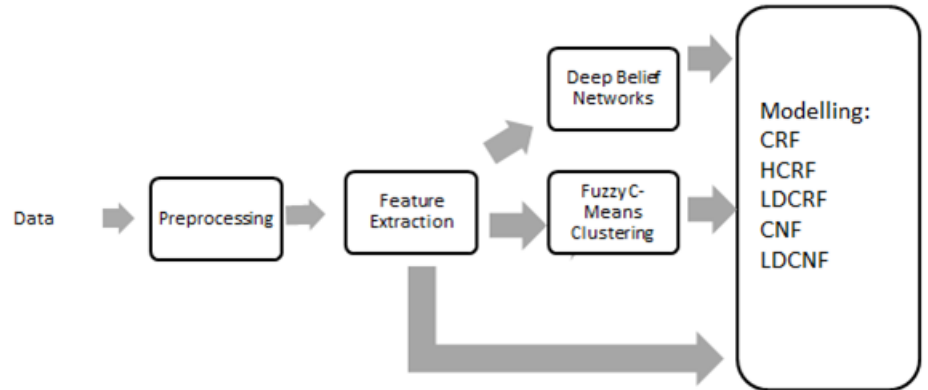 Data
Preprocessing
Feature
Extraction
Deep Belief
Networks
Fuzzy C-
Means
Clustering
Modelling:
CRF
HCRF
LDCRF
CNF
LDCNF